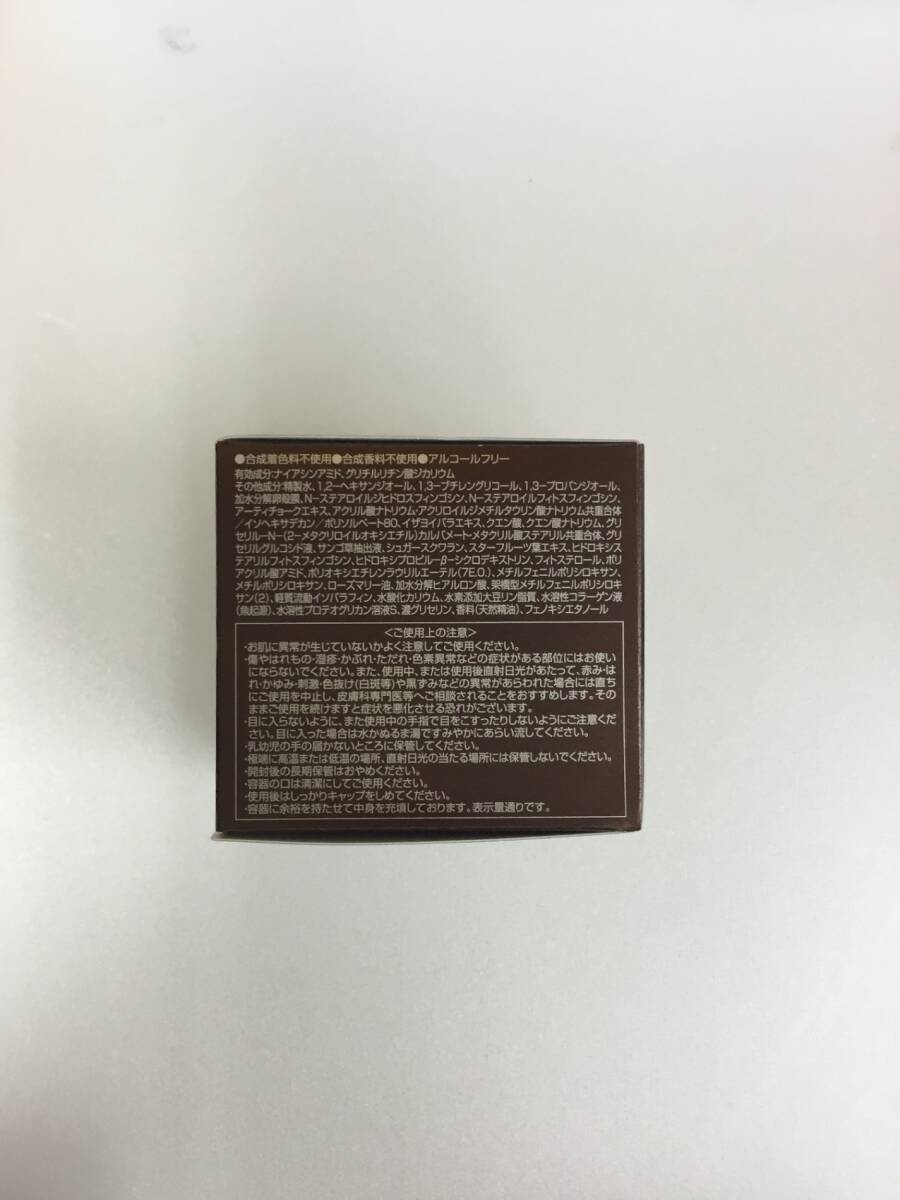 ●合成着色料不使用●合成香料不使用●アルコールフリー
有効成分:ナイアシンアミド、グリチルリチン酸ジカリウム
その他成分:精製水、1,2-ヘキサンジオール、1,3-ブチレングリコール、1,3-プロパンジオール、
加水分解卵殻膜、N-ステアロイルジヒドロスフィンゴシン、N-ステアロイルフィトスフィンゴシン、
アーティチョークエキス、アクリル酸ナトリウム・アクリロイルジメチルタウリン酸ナトリウム共重合体
/イソヘキサデカン/ポリソルベート80、イザヨイバラエキス、クエン酸、クエン酸ナトリウム、グリ
セリル-N-(2-メタクリロイルオキシエチル)カルバメート・メタクリル酸ステアリル共重合体、グリ
セリルグルコシド液、サンゴ草抽出液、シュガースクワラン、スターフルーツ葉エキス、ヒドロキシス
テアリルフィトスフィンゴシン、ヒドロキシプロピル-β-シクロデキストリン、フィトステロール、ポリ
アクリル酸アミド、ポリオキシエチレンラウリルエーテル(7E.O.)、メチルフェニルポリシロキサン、
メチルポリシロキサン、ローズマリー油、加水分解ヒアルロン酸、架橋型メチルフェニルポリシロキ
サン(2)、軽質流動イソパラフィン、水酸化カリウム、水素添加大豆リン脂質、水溶性コラーゲン液
(魚起源)、水溶性プロテオグリカン溶液S、濃グリセリン、香料(天然精油)、フェノキシエタノール
<ご使用上の注意>
・お肌に異常が生じていないかよく注意してご使用ください。
・傷やはれもの・湿疹・かぶれ・ただれ・色素異常などの症状がある部位にはお使い
にならないでください。また、使用中、または使用後直射日光があたって、赤み・は
れ・かゆみ・刺激・色抜け(白斑等)や黒ずみなどの異常があらわれた場合には直ち
にご使用を中止し、皮膚科専門医等へご相談されることをおすすめします。その
ままご使用を続けますと症状を悪化させる恐れがございます。
・目に入らないように、また使用中の手指で目をこすったりしないようにご注意くだ
さい。目に入った場合は水かぬるま湯ですみやかにあらい流してください。
・乳幼児の手の届かないところに保管してください。
・極端に高温または低温の場所、直射日光の当たる場所には保管しないでください。
・開封後の長期保管はおやめください。
・容器の口は清潔にしてご使用ください。
・使用後はしっかりキャップをしめてください。
・容器に余裕を持たせて中身を充填しております。表示量通りです。